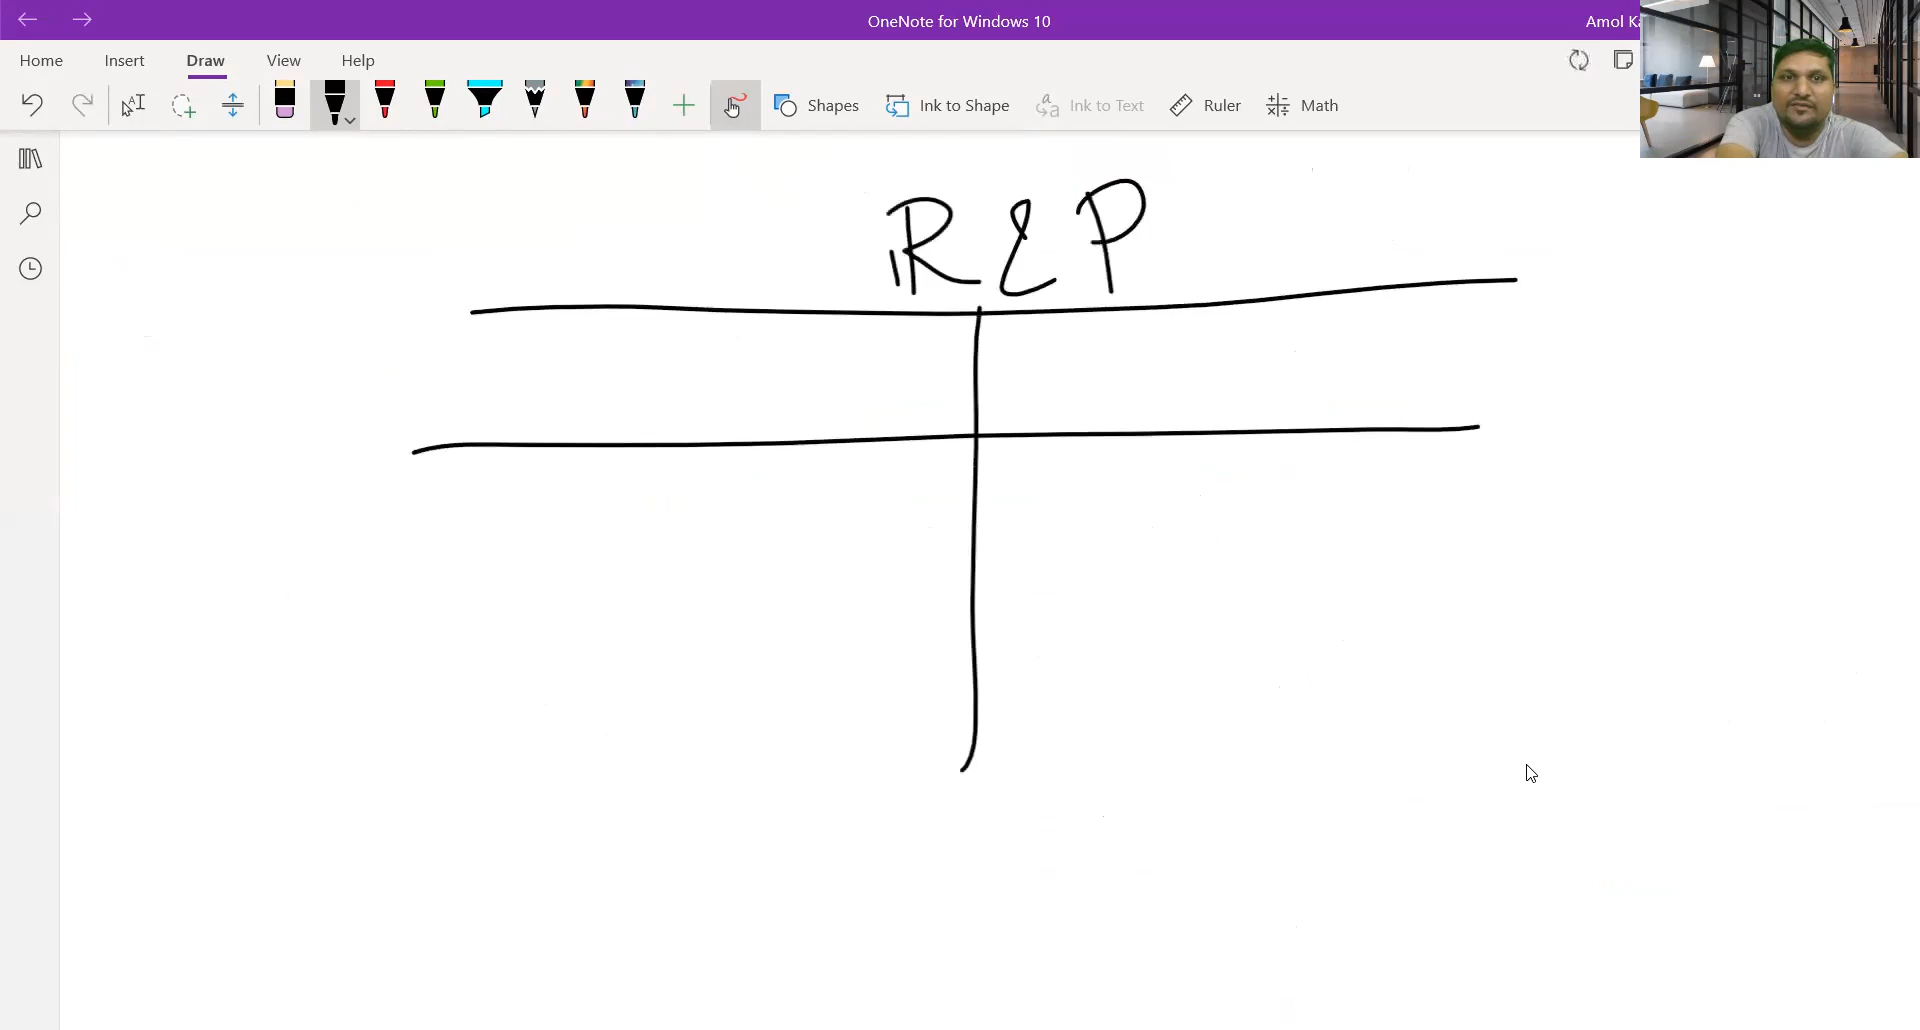 OneNote for Windows 10
Amol
Home Insert Draw View Help
Shapes Ink to Shape Ink to Text Ruler Math
R & P